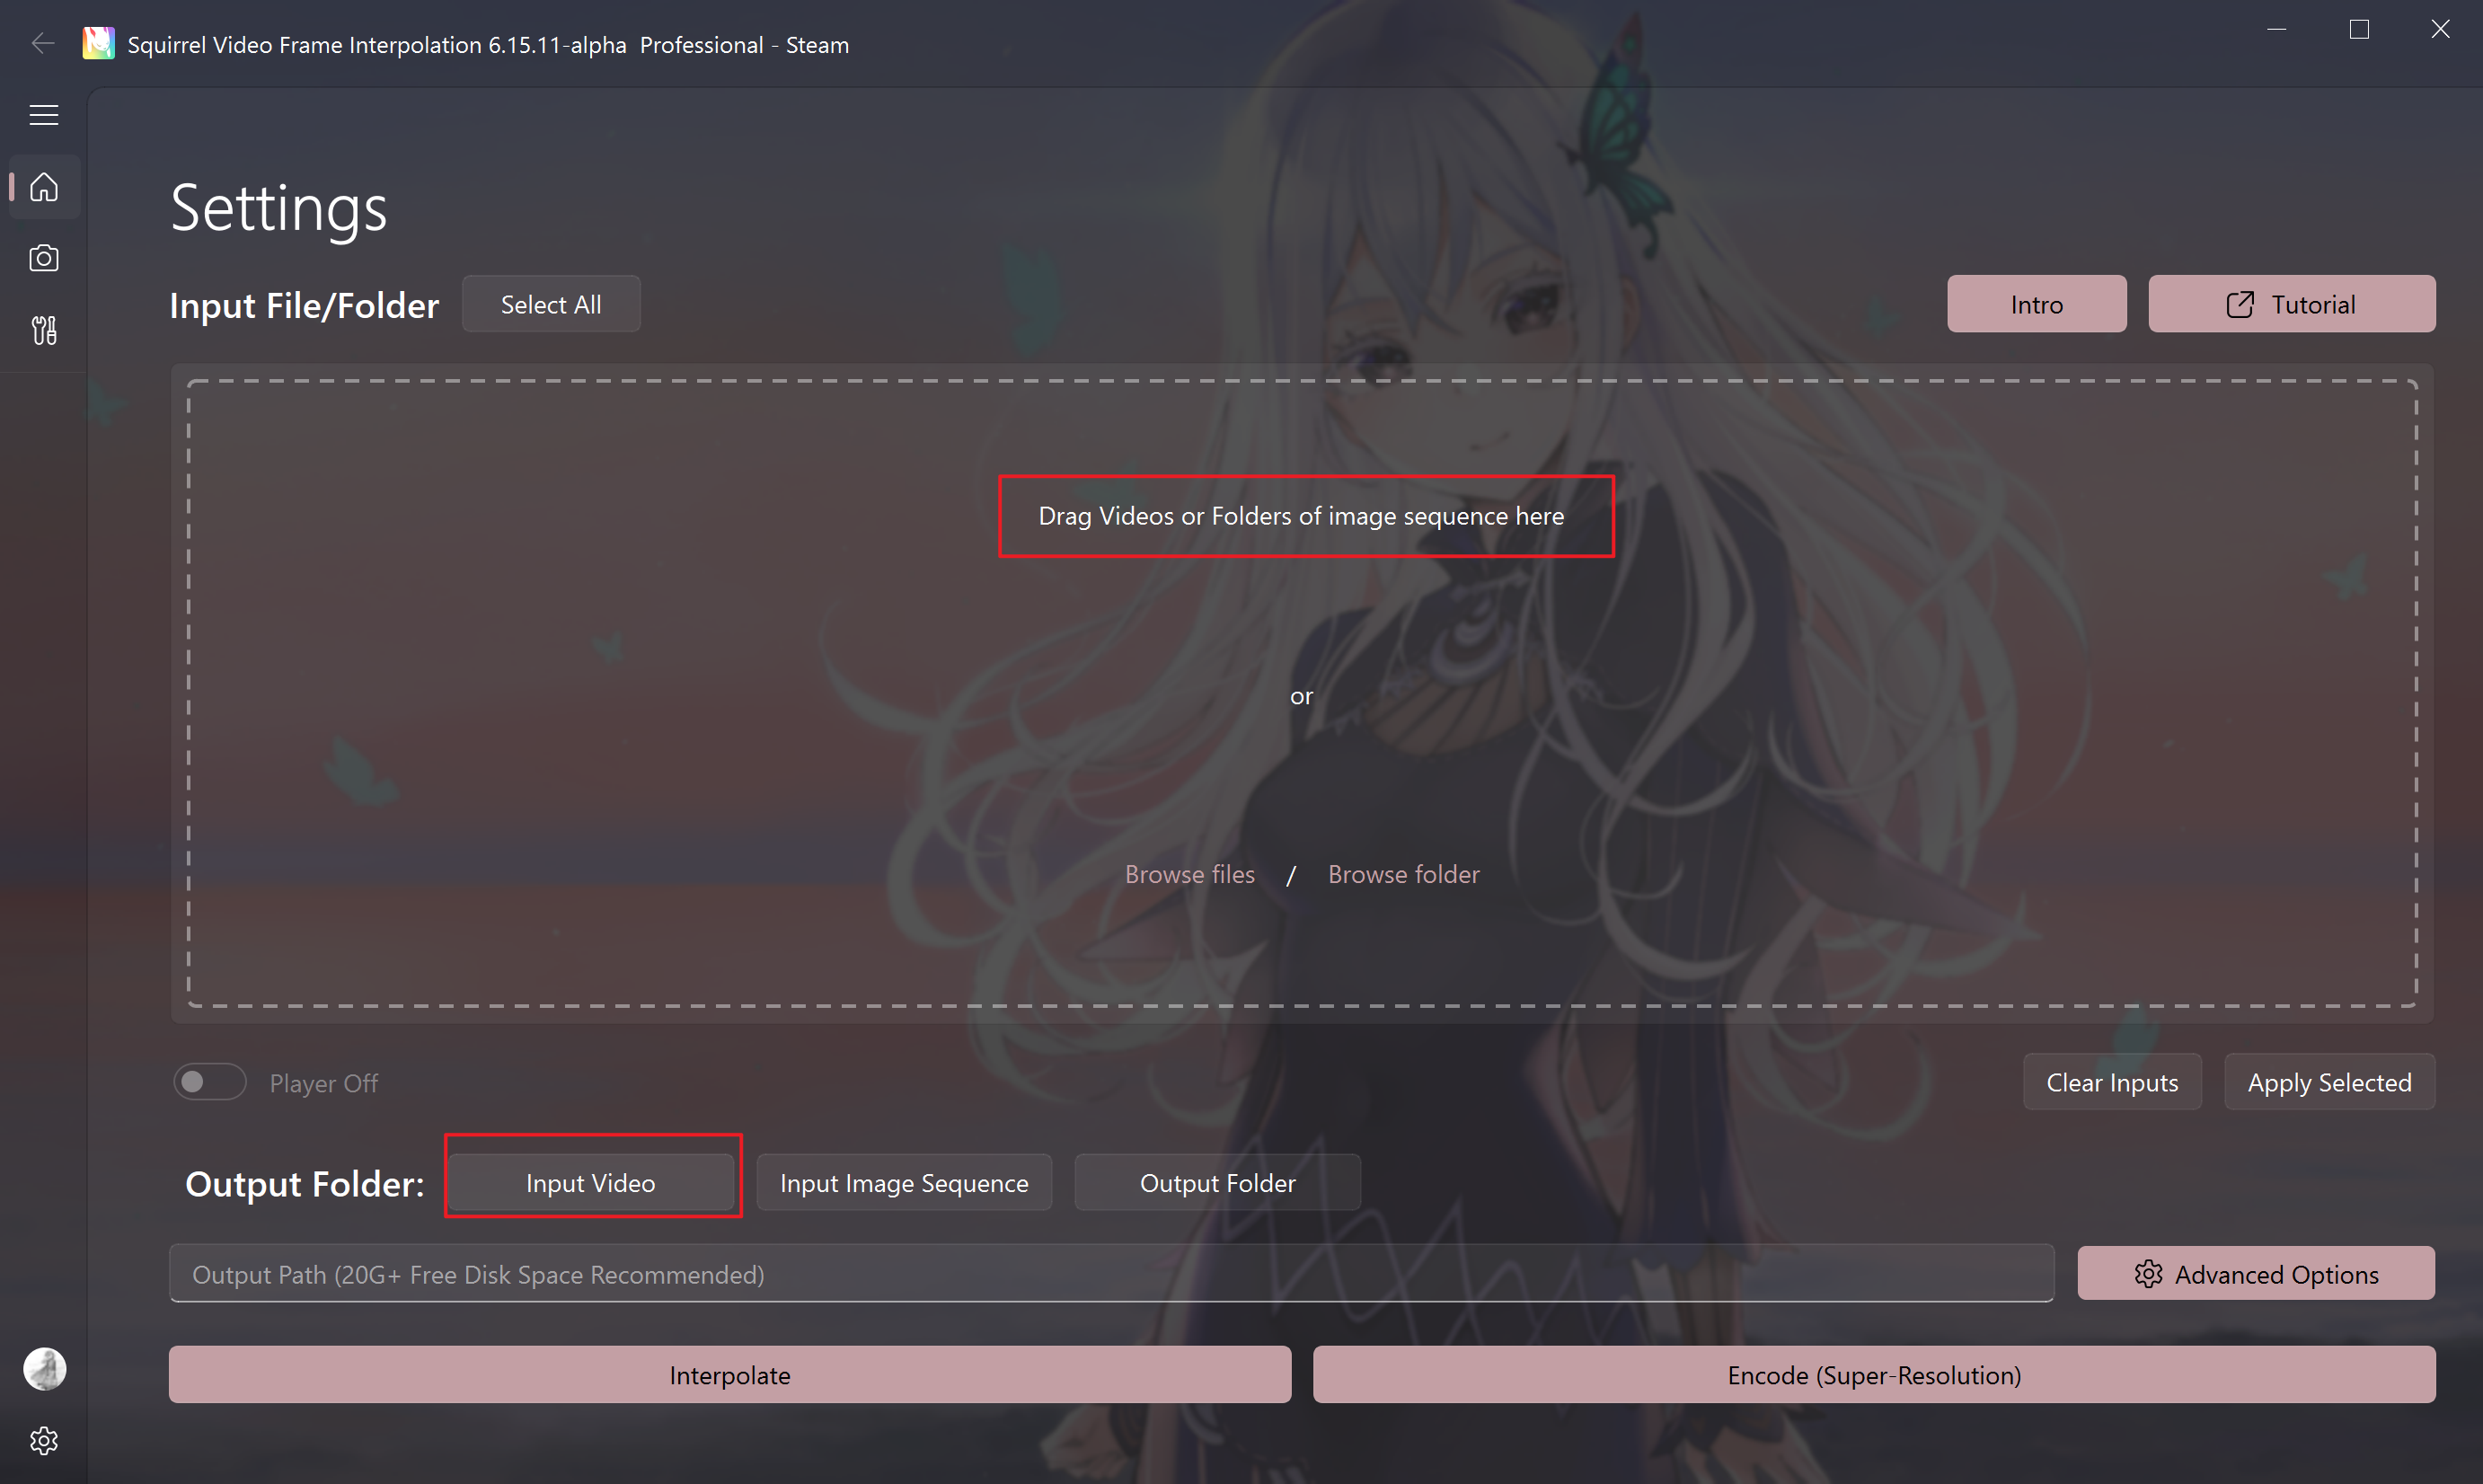 Squirrel Video Frame Interpolation 6.15.11-alpha  Professional - Steam
Settings
Input File/Folder
Select All
Intro
Tutorial
Drag Videos or Folders of image sequence here
or
Browse files / Browse folder
Player Off
Clear Inputs
Apply Selected
Output Folder:
Input Video
Input Image Sequence
Output Folder
Output Path (20G+ Free Disk Space Recommended)
Advanced Options
Interpolate
Encode (Super-Resolution)